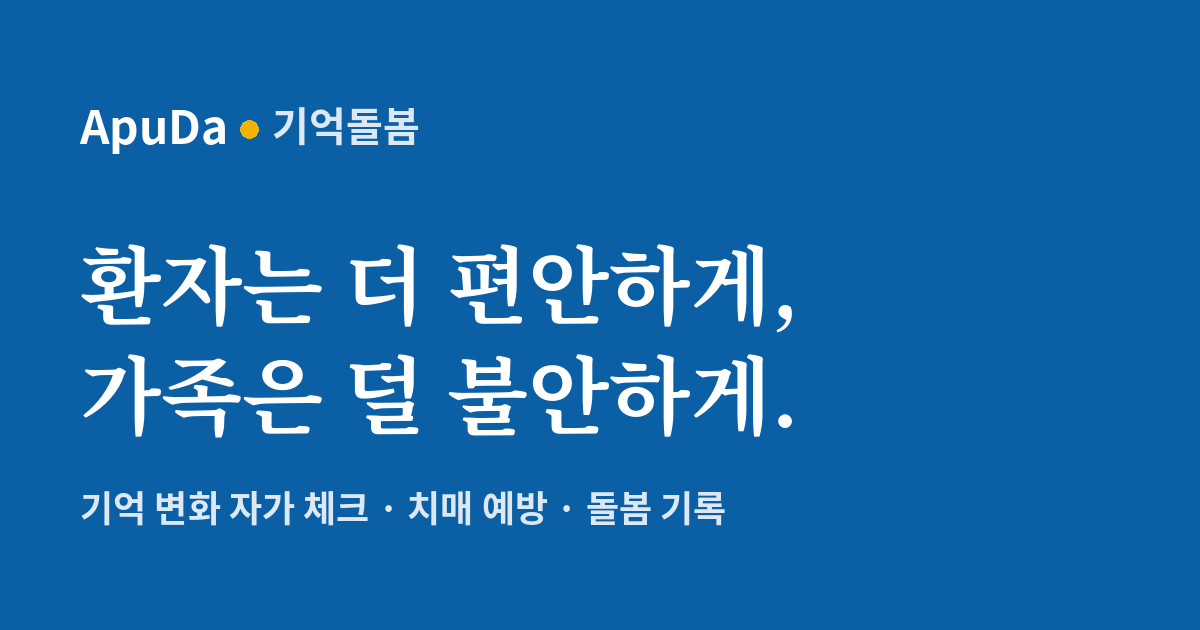 ApuDa 기억돌봄
환자는 더 편안하게,
가족은 덜 불안하게.
기억 변화 자가 체크 · 치매 예방 · 돌봄 기록